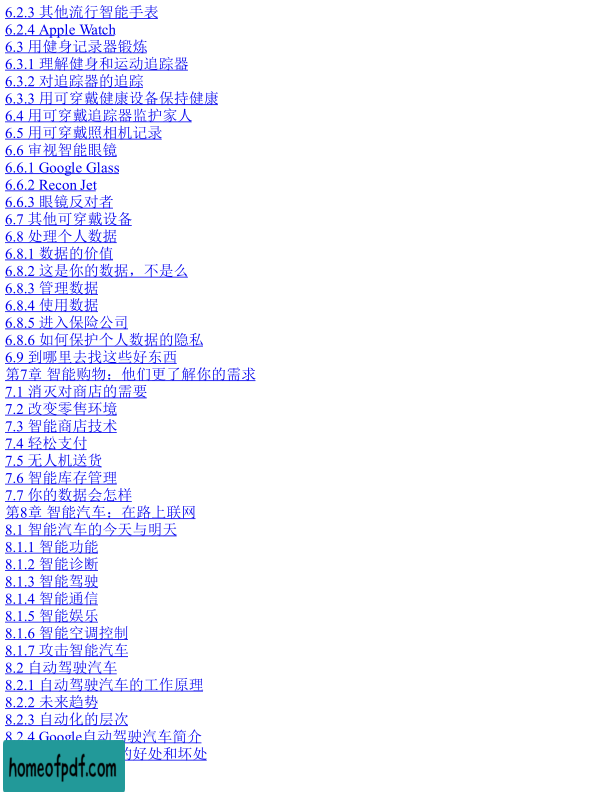 6.2.3 其他流行智能手表
6.2.4 Apple Watch
6.3 用健身记录器锻炼
6.3.1 理解健身和运动追踪器
6.3.2 对追踪器的追踪
6.3.3 用可穿戴健康设备保持健康
6.4 用可穿戴追踪器监护家人
6.5 用可穿戴照相机记录
6.6 审视智能眼镜
6.6.1 Google Glass
6.6.2 Recon Jet
6.6.3 眼镜反对者
6.7 其他可穿戴设备
6.8 处理个人数据
6.8.1 数据的价值
6.8.2 这是你的数据，不是么
6.8.3 管理数据
6.8.4 使用数据
6.8.5 进入保险公司
6.8.6 如何保护个人数据的隐私
6.9 到哪里去找这些好东西
第7章 智能购物：他们更了解你的需求
7.1 消灭对商店的需要
7.2 改变零售环境
7.3 智能商店技术
7.4 轻松支付
7.5 无人机送货
7.6 智能库存管理
7.7 你的数据会怎样
第8章 智能汽车：在路上联网
8.1 智能汽车的今天与明天
8.1.1 智能功能
8.1.2 智能诊断
8.1.3 智能驾驶
8.1.4 智能通信
8.1.5 智能娱乐
8.1.6 智能空调控制
8.1.7 攻击智能汽车
8.2 自动驾驶汽车
8.2.1 自动驾驶汽车的工作原理
8.2.2 未来趋势
8.2.3 自动化的层次
8.2.4 Google自动驾驶汽车简介
的好处和坏处
homeofpdf.com